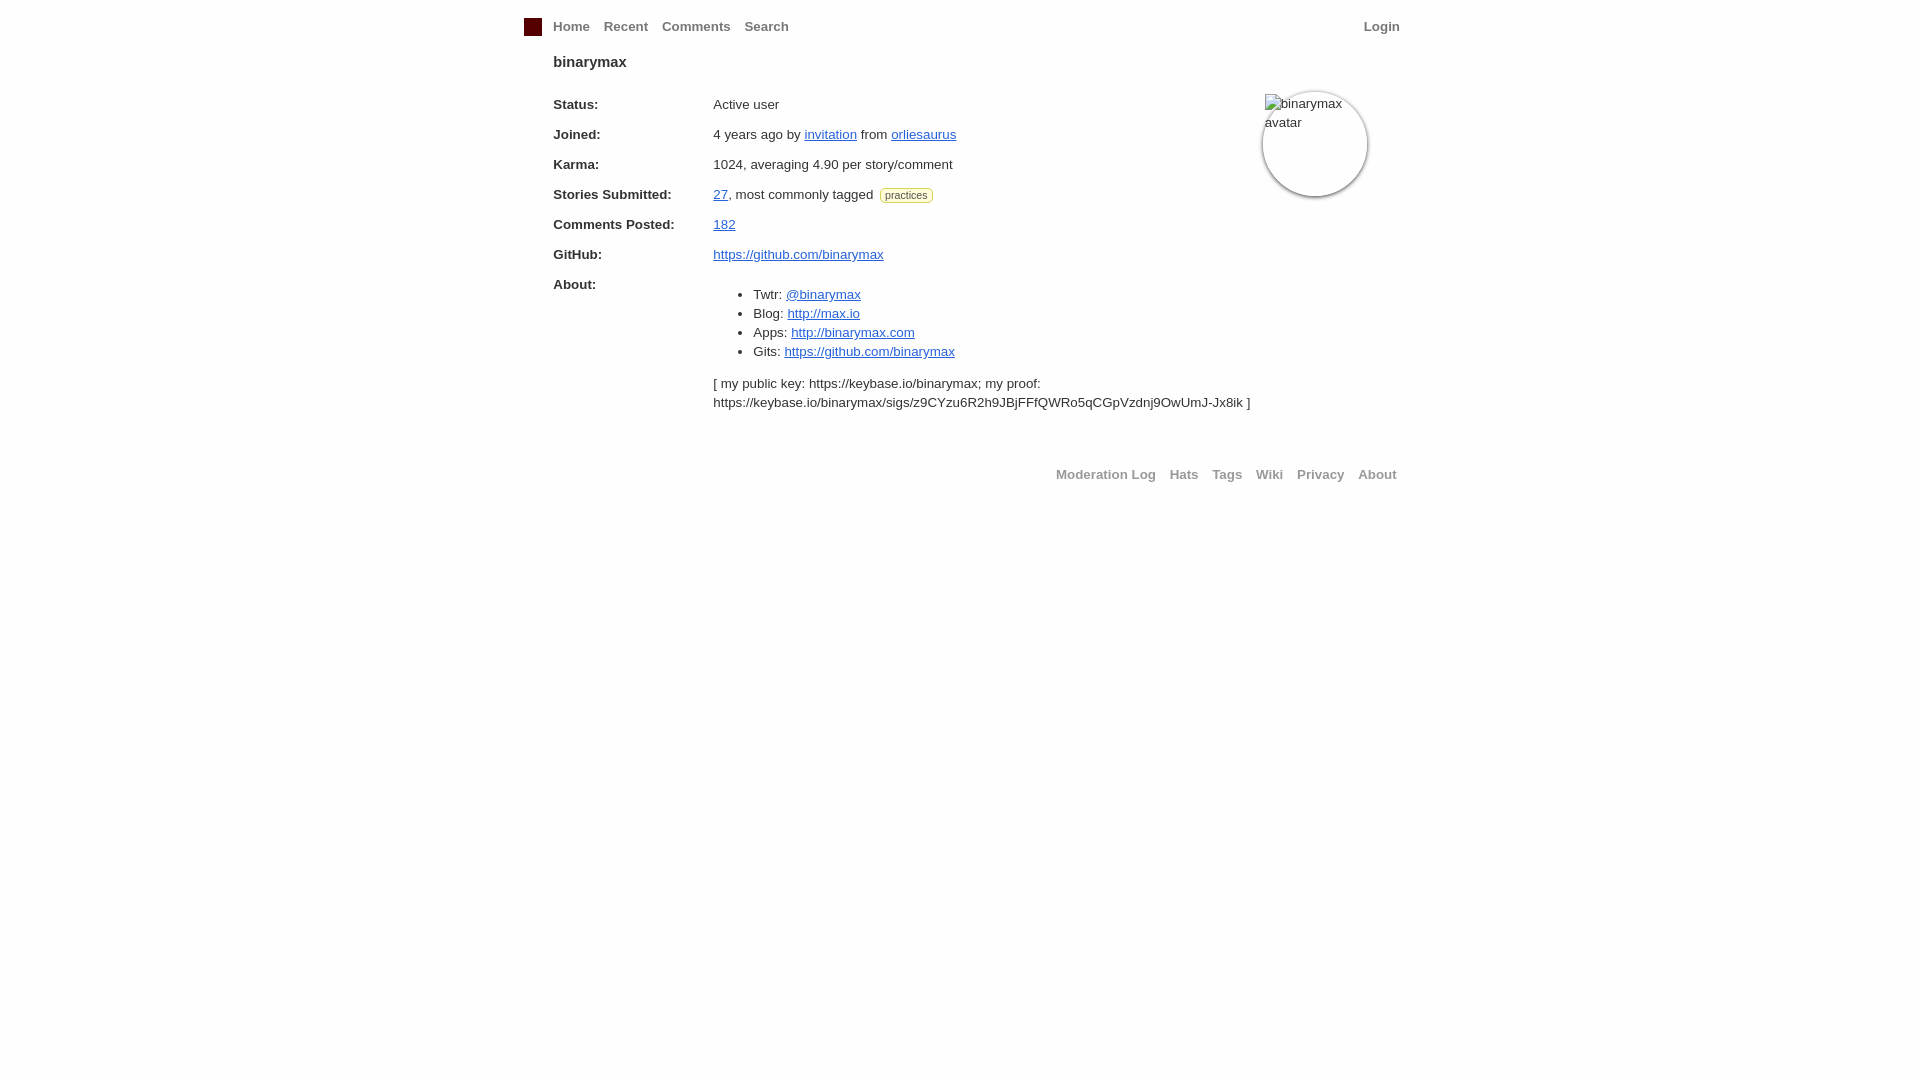 Home Recent Comments Search Login
binarymax
Status: Active user
binarymax avatar
Joined: 4 years ago by invitation from orliesaurus
Karma: 1024, averaging 4.90 per story/comment
Stories Submitted: 27, most commonly tagged practices
Comments Posted: 182
GitHub: https://github.com/binarymax
About:
• Twtr: @binarymax
• Blog: http://max.io
• Apps: http://binarymax.com
• Gits: https://github.com/binarymax
[ my public key: https://keybase.io/binarymax; my proof:
https://keybase.io/binarymax/sigs/z9CYzu6R2h9JBjFFfQWRo5qCGpVzdnj9OwUmJ-Jx8ik ]
Moderation Log Hats Tags Wiki Privacy About